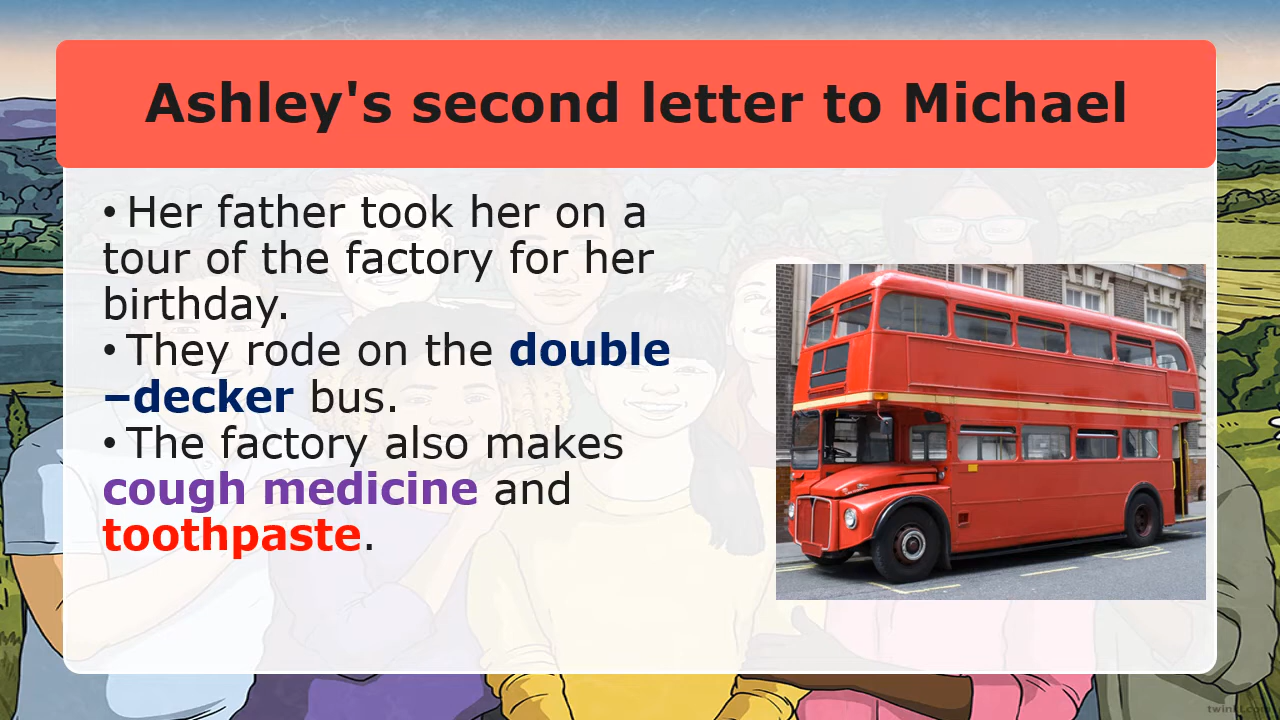 Ashley's second letter to Michael
• Her father took her on a
tour of the factory for her
birthday.
• They rode on the double
–decker bus.
• The factory also makes
cough medicine and
toothpaste.